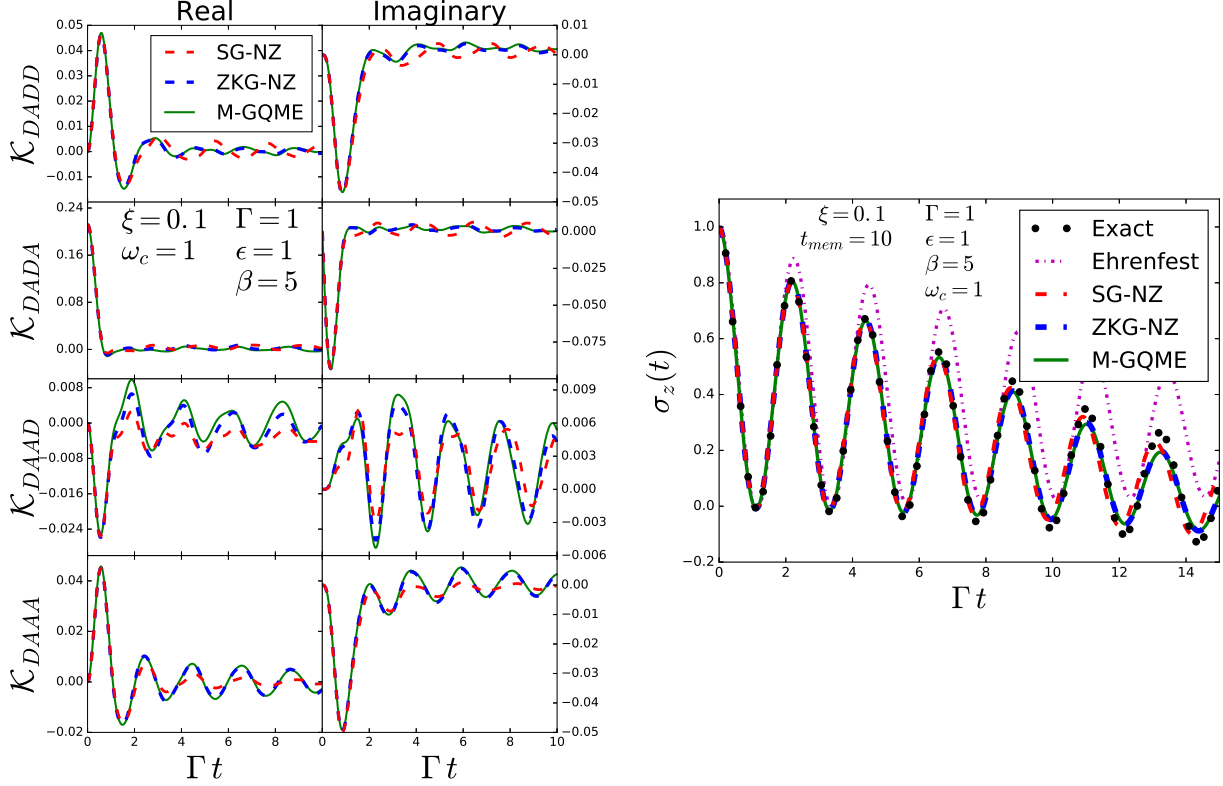 Real
Imaginary
0.05
0.04
0.03
0.02
0.01
0.00
−0.01
𝒦_DADD
SG-NZ
ZKG-NZ
M-GQME
0.01
0.00
−0.01
−0.02
−0.03
−0.04
−0.05
0.24
0.16
0.08
0.00
𝒦_DADA
ξ = 0.1 Γ = 1
ω_c = 1 ϵ = 1
β = 5
0.000
−0.025
−0.050
−0.075
0.008
0.000
−0.008
−0.016
−0.024
𝒦_DAAD
0.009
0.006
0.003
0.000
−0.003
−0.006
0.04
0.02
0.00
−0.02
𝒦_DAAA
0.00
−0.01
−0.02
−0.03
−0.04
−0.05
0 2 4 6 8 0 2 4 6 8 10
Γ t
Γ t
1.0
0.8
0.6
0.4
0.2
0.0
−0.2
σ_z(t)
ξ = 0.1 Γ = 1
t_mem = 10 ϵ = 1
β = 5
ω_c = 1
Exact
Ehrenfest
SG-NZ
ZKG-NZ
M-GQME
0 2 4 6 8 10 12 14
Γ t